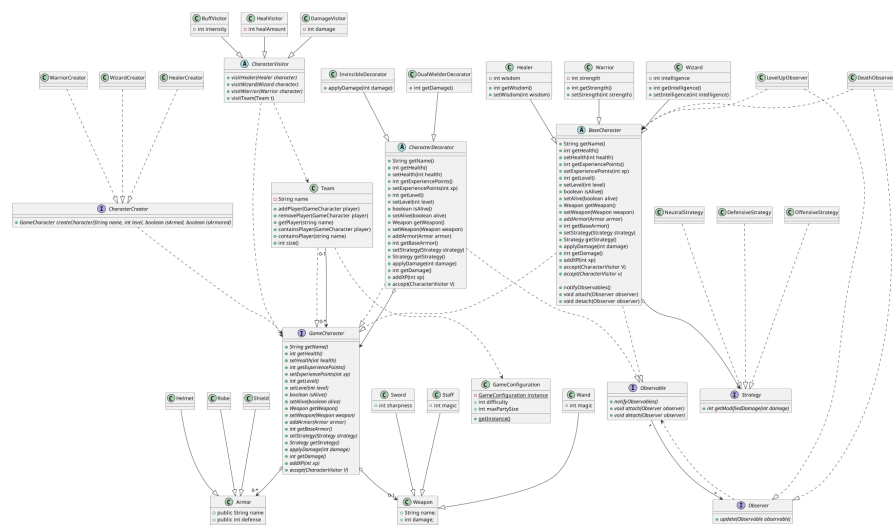 BuffVisitor
int intensity
HealVisitor
int healAmount
DamageVisitor
int damage
WarriorCreator
WizardCreator
HealerCreator
CharacterVisitor
visitHealer(Healer character)
visitWizard(Wizard character)
visitWarrior(Warrior character)
visitTeam(Team t)
InvincibleDecorator
applyDamage(int damage)
DualWielderDecorator
int getDamage()
Healer
int wisdom
int getWisdom()
setWisdom(int wisdom)
Warrior
int strength
int getStrength()
setStrength(int strength)
Wizard
int intelligence
int getIntelligence()
setIntelligence(int intelligence)
LevelUpObserver
DeathObserver
CharacterCreator
GameCharacter createCharacter(String name, int level, boolean isArmed, boolean isArmored)
Team
String name
addPlayer(GameCharacter player)
removePlayer(GameCharacter player)
getPlayer(string name)
containsPlayer(GameCharacter player)
containsPlayer(string name)
int size()
CharacterDecorator
String getName()
int getHealth()
setHealth(int health)
int getExperiencePoints()
setExperiencePoints(int xp)
int getLevel()
setLevel(int level)
boolean isAlive()
setAlive(boolean alive)
Weapon getWeapon()
setWeapon(Weapon weapon)
addArmor(Armor armor)
int getBaseArmor()
setStrategy(Strategy strategy)
Strategy getStrategy()
applyDamage(int damage)
int getDamage()
addXP(int xp)
accept(CharacterVisitor V)
BaseCharacter
String getName()
int getHealth()
setHealth(int health)
int getExperiencePoints()
setExperiencePoints(int xp)
int getLevel()
setLevel(int level)
boolean isAlive()
setAlive(boolean alive)
Weapon getWeapon()
setWeapon(Weapon weapon)
addArmor(Armor armor)
int getBaseArmor()
setStrategy(Strategy strategy)
Strategy getStrategy()
applyDamage(int damage)
int getDamage()
addXP(int xp)
accept(CharacterVisitor V)
accept(CharacterVisitor v)
notifyObservables()
void attach(Observer observer)
void detach(Observer observer)
NeutralStrategy
DefensiveStrategy
OffensiveStrategy
0..1
0..*
GameCharacter
String getName()
int getHealth()
setHealth(int health)
int getExperiencePoints()
setExperiencePoints(int xp)
int getLevel()
setLevel(int level)
boolean isAlive()
setAlive(boolean alive)
Weapon getWeapon()
setWeapon(Weapon weapon)
addArmor(Armor armor)
int getBaseArmor()
setStrategy(Strategy strategy)
Strategy getStrategy()
applyDamage(int damage)
int getDamage()
addXP(int xp)
accept(CharacterVisitor V)
GameConfiguration
GameConfiguration instance
int difficulty
int maxPartySize
getInstance()
Observable
notifyObservables()
void attach(Observer observer)
void detach(Observer observer)
Strategy
int getModifiedDamage(int damage)
Helmet
Robe
Shield
Sword
int sharpness
Staff
int magic
Wand
int magic
0..*
Armor
public String name
public int defense
Weapon
String name;
int damage;
*
*
Observer
update(Observable observable)